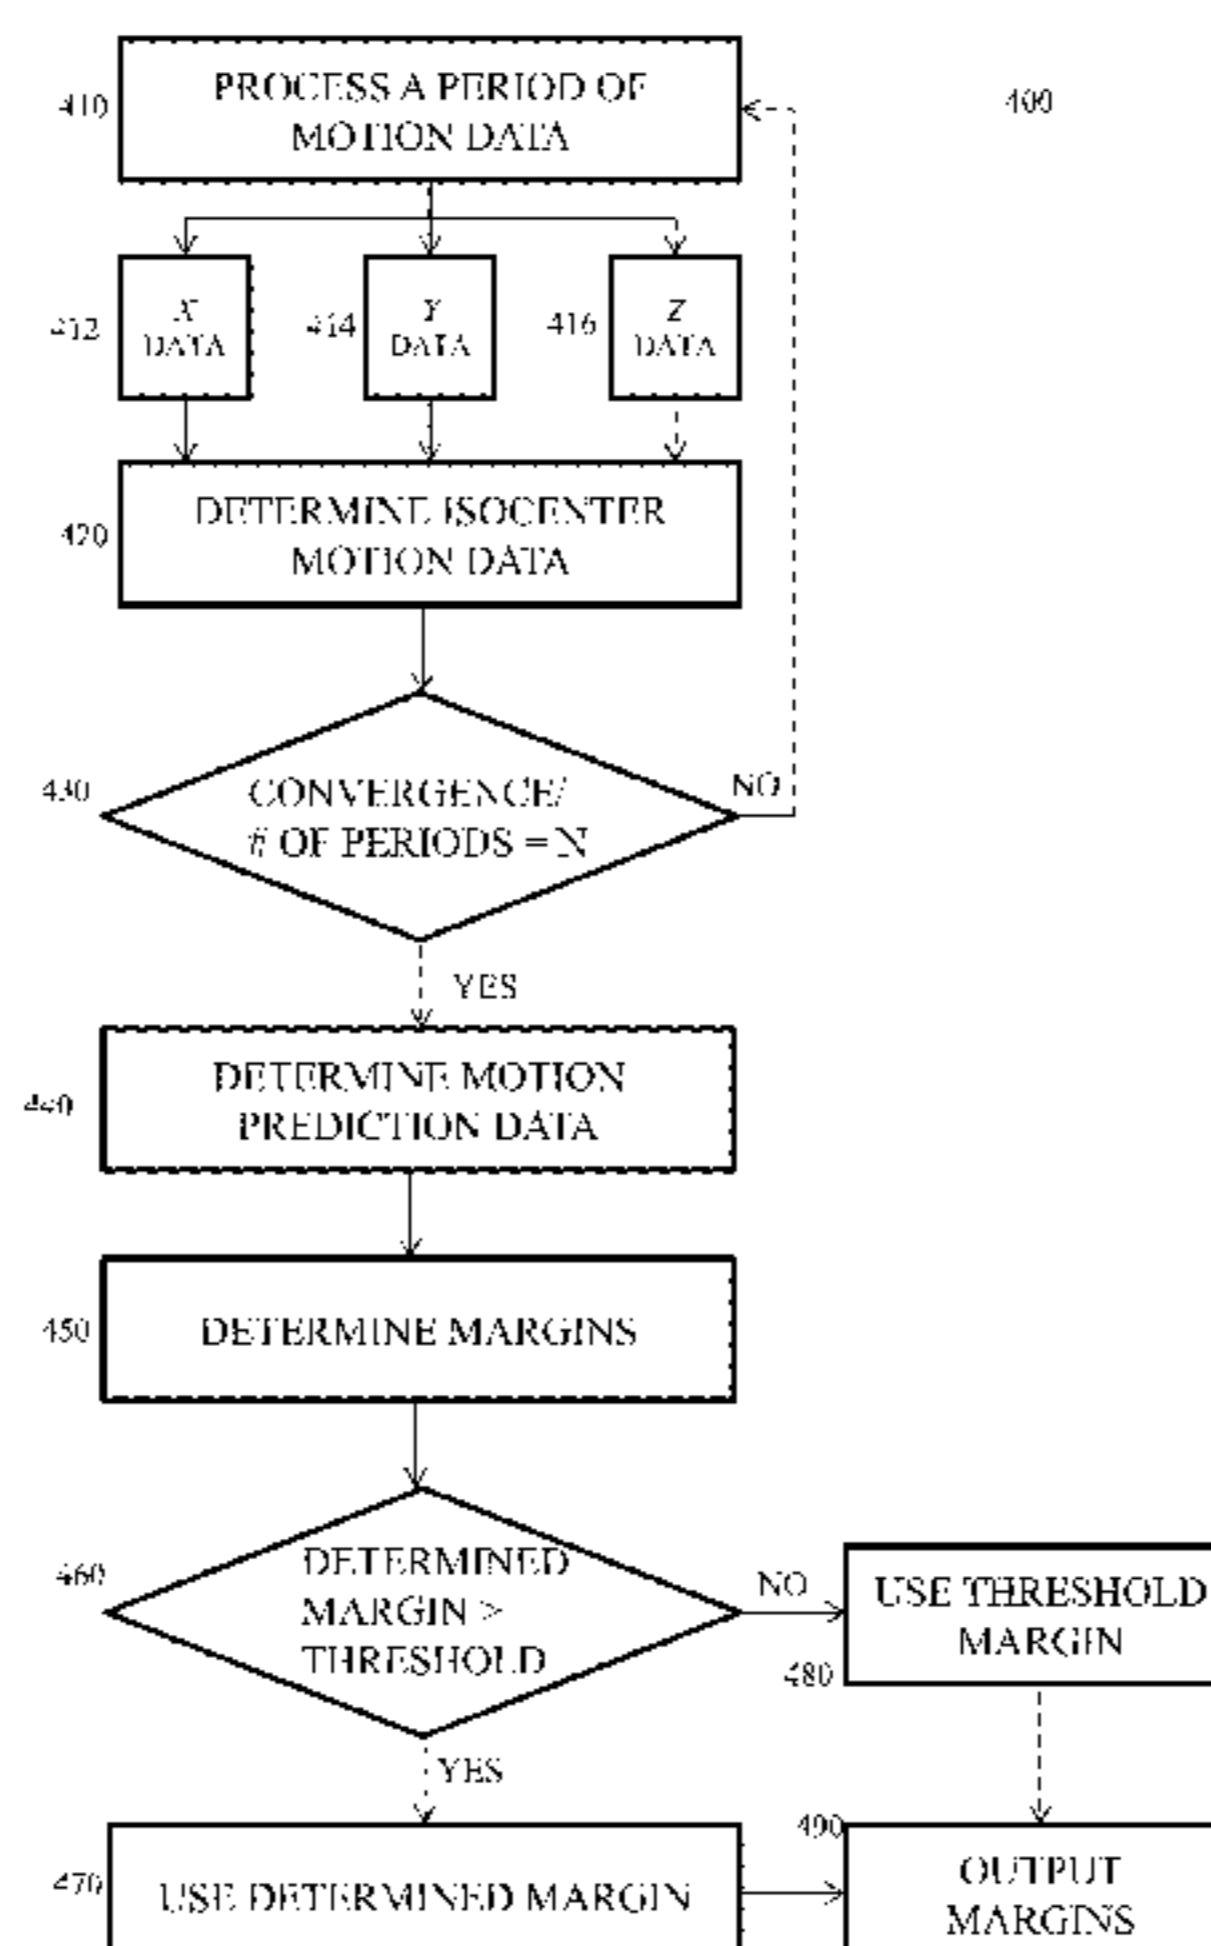 400
410
PROCESS A PERIOD OF
MOTION DATA
412
X
DATA
414
Y
DATA
416
Z
DATA
420
DETERMINE ISOCENTER
MOTION DATA
430
CONVERGENCE/
# OF PERIODS = N
NO
YES
440
DETERMINE MOTION
PREDICTION DATA
450
DETERMINE MARGINS
460
DETERMINED
MARGIN >
THRESHOLD
NO
480
USE THRESHOLD
MARGIN
YES
470
USE DETERMINED MARGIN
490
OUTPUT
MARGINS